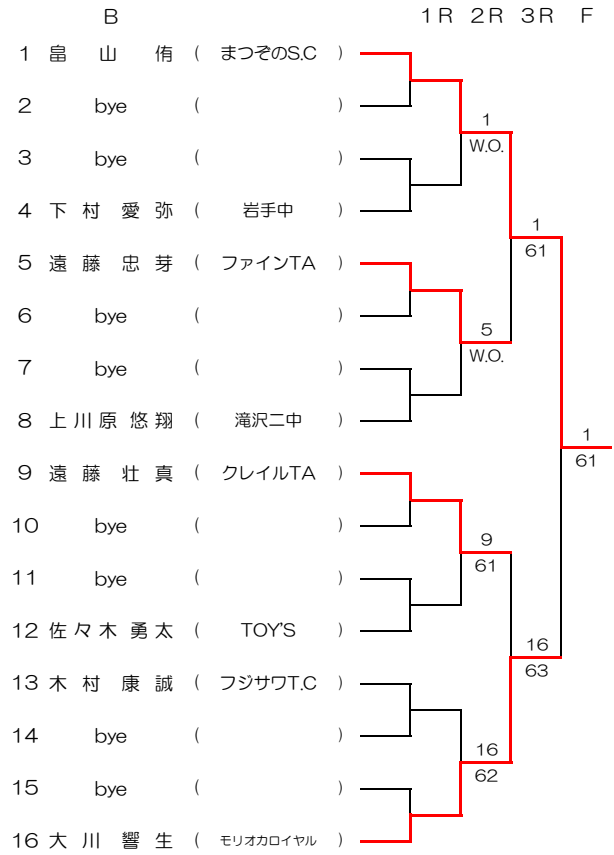 B 1R 2R 3R F
1 畠山 侑 ( まつぞのS.C )
2 bye ( )
1
W.O.
3 bye ( )
4 下村 愛弥 ( 岩手中 )
1
61
5 遠藤 忠芽 ( ファインTA )
6 bye ( )
5
W.O.
7 bye ( )
8 上川原 悠翔 ( 滝沢二中 )
1
61
9 遠藤 壮真 ( クレイルTA )
10 bye ( )
9
61
11 bye ( )
12 佐々木 勇太 ( TOY'S )
16
63
13 木村 康誠 ( フジサワT.C )
14 bye ( )
16
62
15 bye ( )
16 大川 響生 ( モリオカロイヤル )